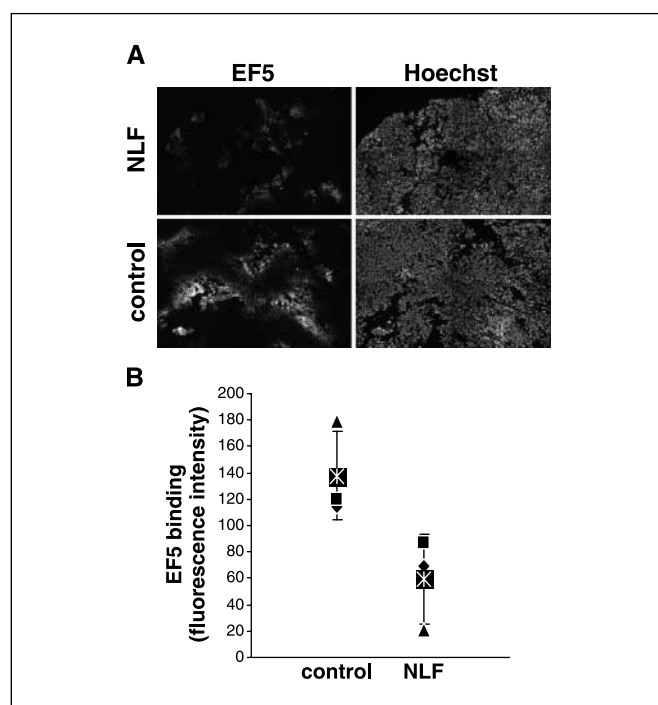 A
EF5 Hoechst
NLF
control
B
EF5 binding
(fluorescence intensity)
200
180
160
140
120
100
80
60
40
20
0
control NLF